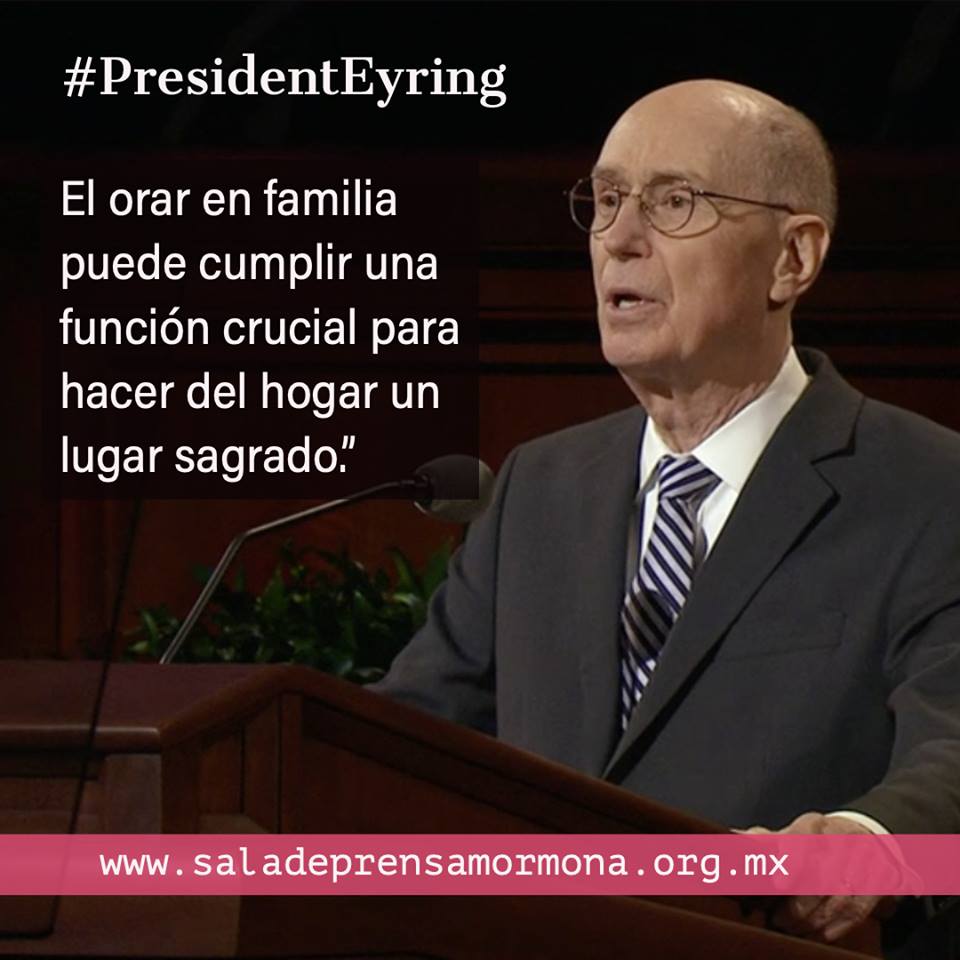 #PresidentEyring
El orar en familia
puede cumplir una
función crucial para
hacer del hogar un
lugar sagrado.”
www.saladeprensamormona.org.mx